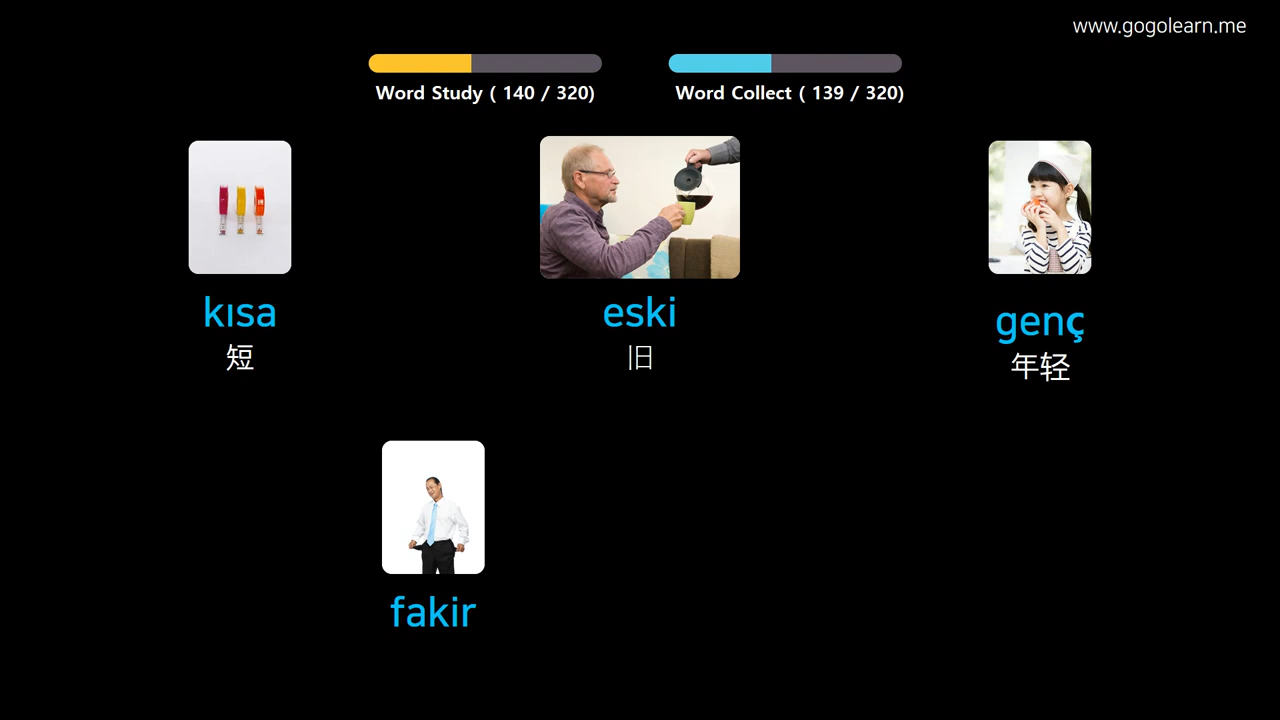 www.gogolearn.me
Word Study ( 140 / 320)
Word Collect ( 139 / 320)
kısa
短
eski
旧
genç
年轻
fakir